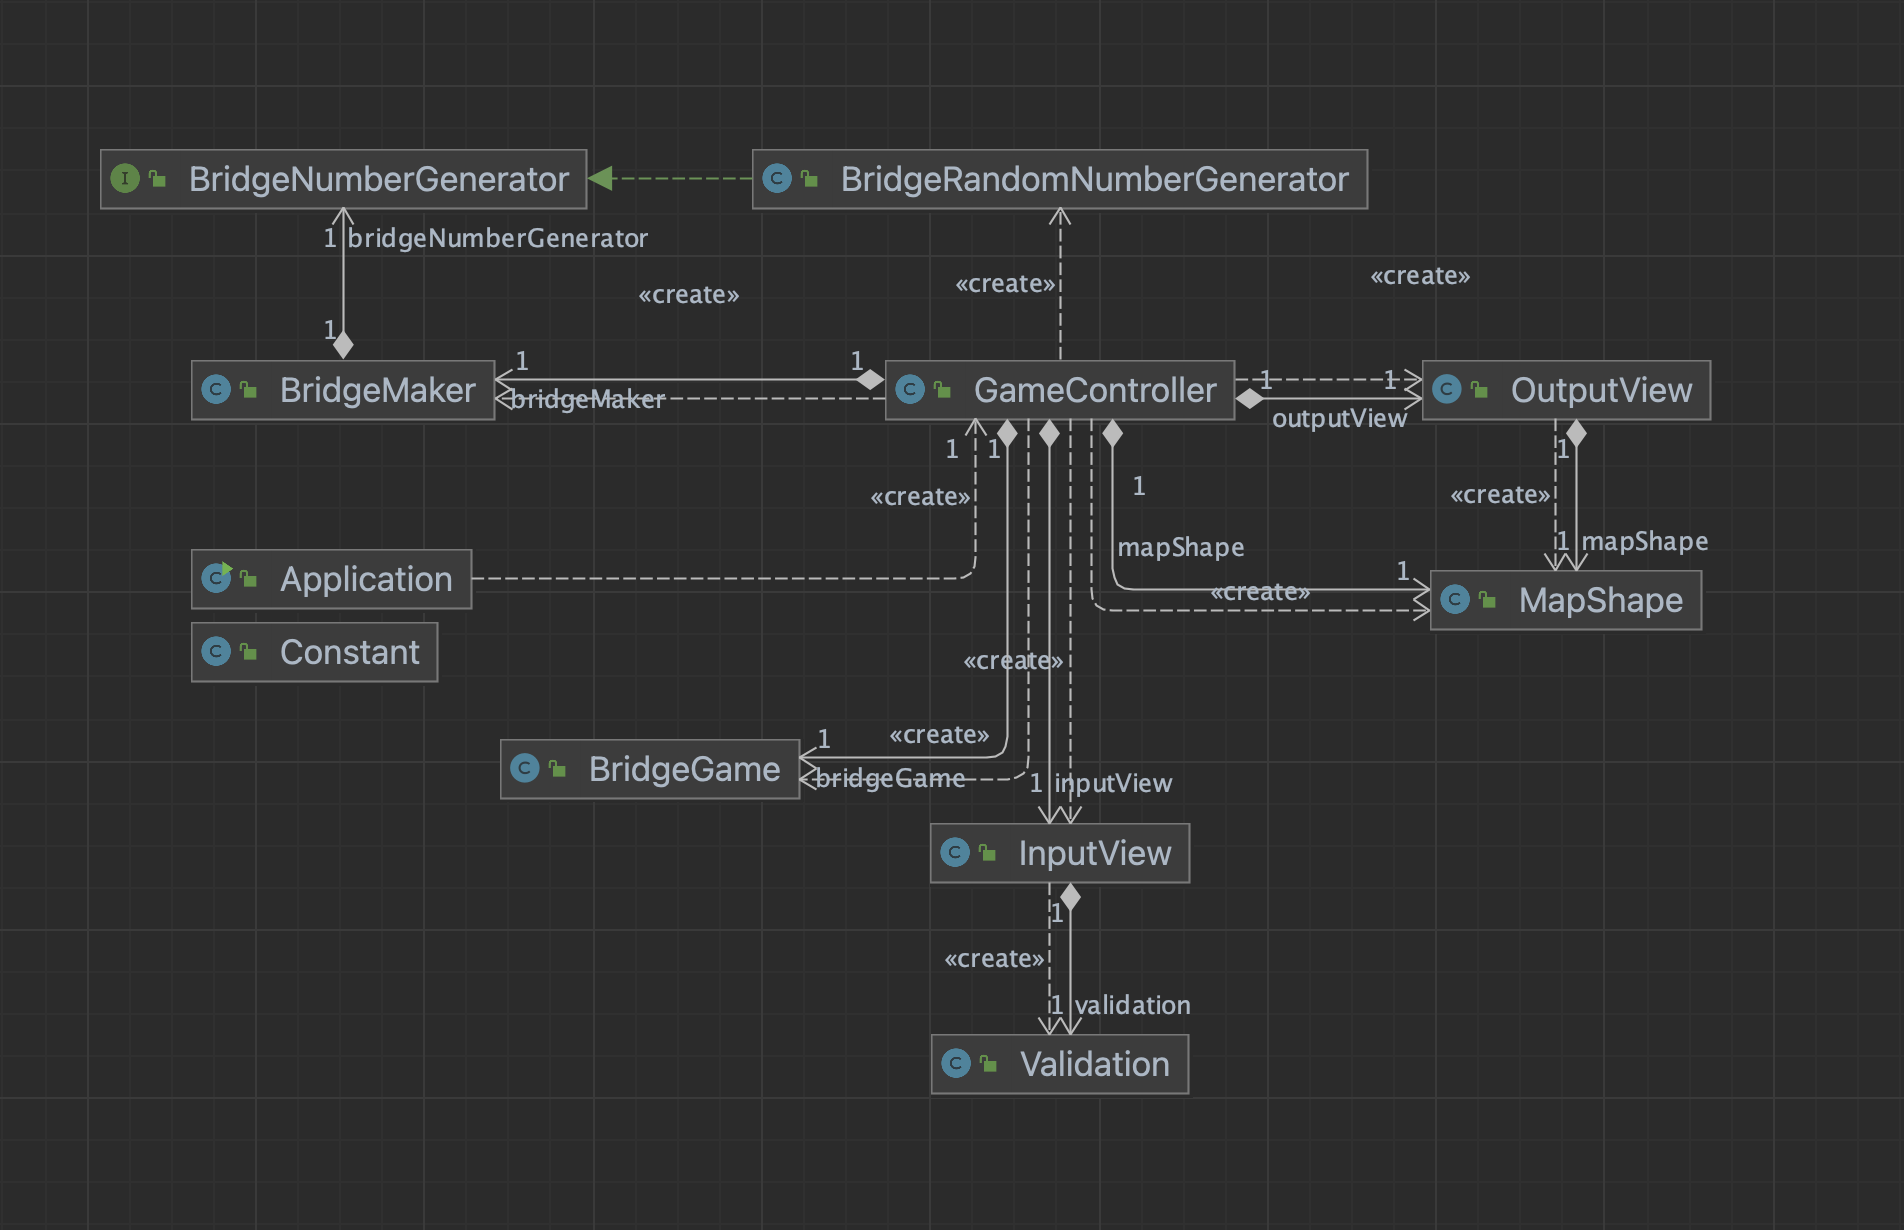 BridgeNumberGenerator
BridgeRandomNumberGenerator
1 bridgeNumberGenerator
«create»
«create»
«create»
1
1
1
1
1
BridgeMaker
GameController
OutputView
bridgeMaker
outputView
1
1
1
«create»
1
«create»
1 mapShape
mapShape
Application
1
«create»
MapShape
Constant
«create»
«create»
1
BridgeGame
bridgeGame
1 inputView
InputView
1
«create»
1 validation
Validation